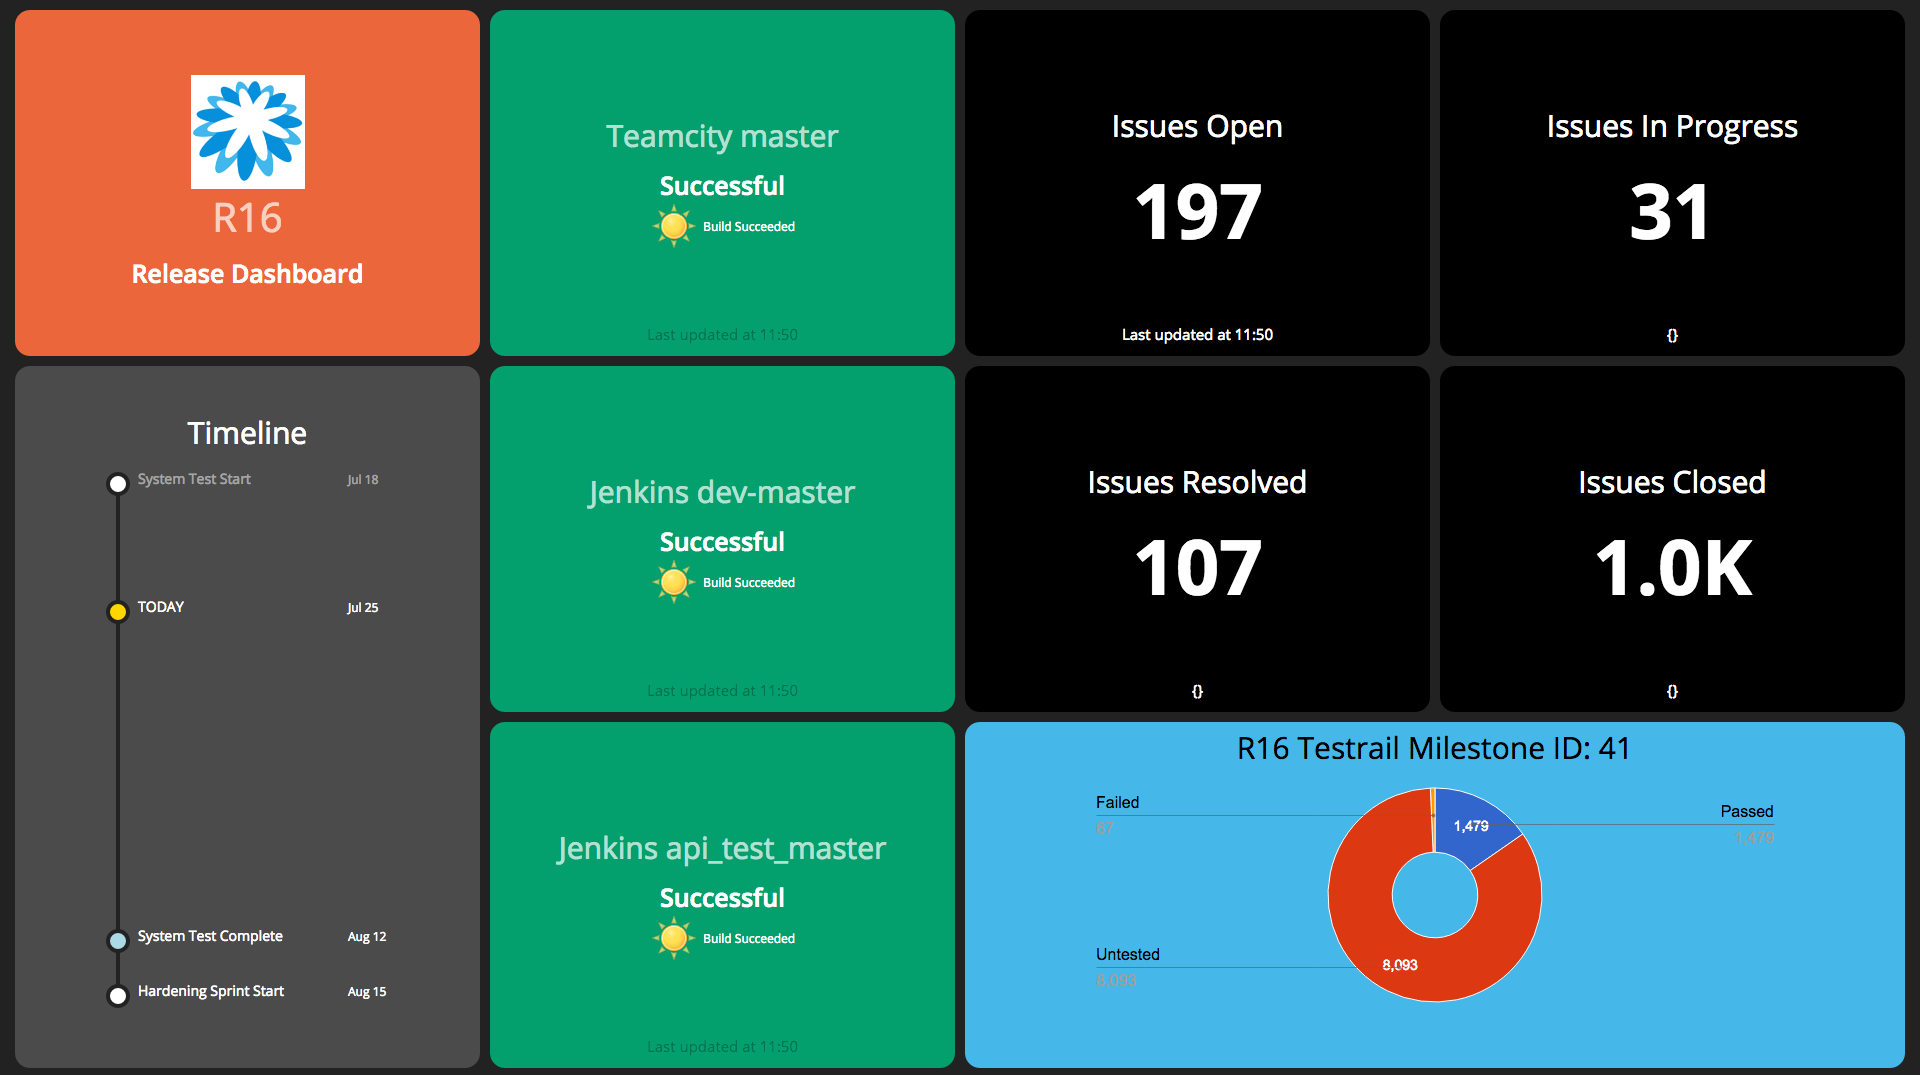 R16
Release Dashboard
Teamcity master
Successful
Build Succeeded
Last updated at 11:50
Issues Open
197
Last updated at 11:50
Issues In Progress
31
{}
Timeline
System Test Start Jul 18
TODAY Jul 25
System Test Complete Aug 12
Hardening Sprint Start Aug 15
Jenkins dev-master
Successful
Build Succeeded
Last updated at 11:50
Issues Resolved
107
{}
Issues Closed
1.0K
{}
Jenkins api_test_master
Successful
Build Succeeded
Last updated at 11:50
R16 Testrail Milestone ID: 41
Failed
67
Passed
1,479
1,479
Untested
8,093
8,093